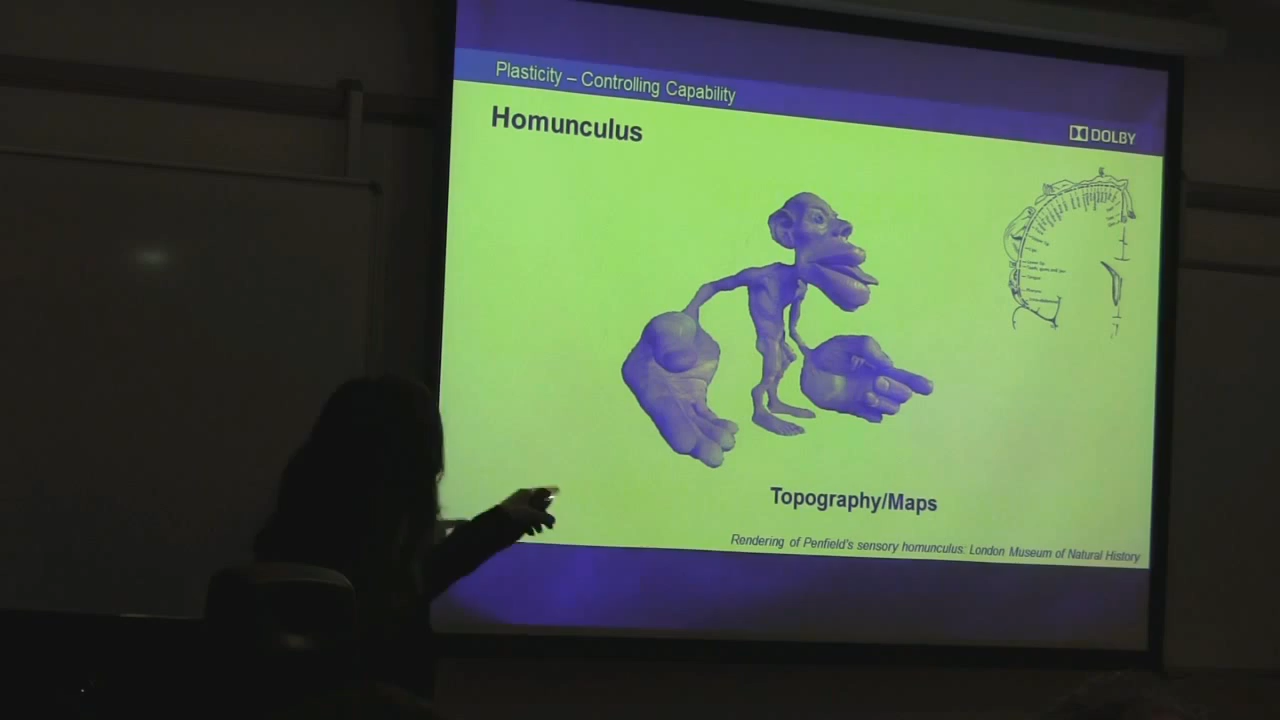 Plasticity – Controlling Capability
Homunculus
DOLBY
Topography/Maps
Rendering of Penfield's sensory homunculus: London Museum of Natural History